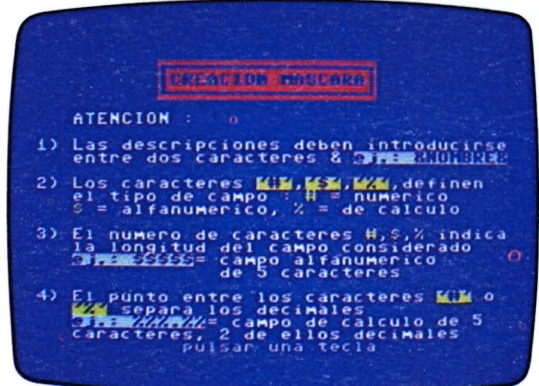 CREACION MASCARA
ATENCION :
1) Las descripciones deben introducirse
entre dos caracteres & ej.: &NOMBRE&
2) Los caracteres "#","$","%",definen
el tipo de campo : # = numerico
$ = alfanumerico, % = de calculo
3) El numero de caracteres #,$,% indica
la longitud del campo considerado
ej.: $$$$$= campo alfanumerico
de 5 caracteres
4) El punto entre los caracteres "#" o
"%" separa los decimales
ej.: %%%.%%= campo de calculo de 5
caracteres, 2 de ellos decimales
pulsar una tecla